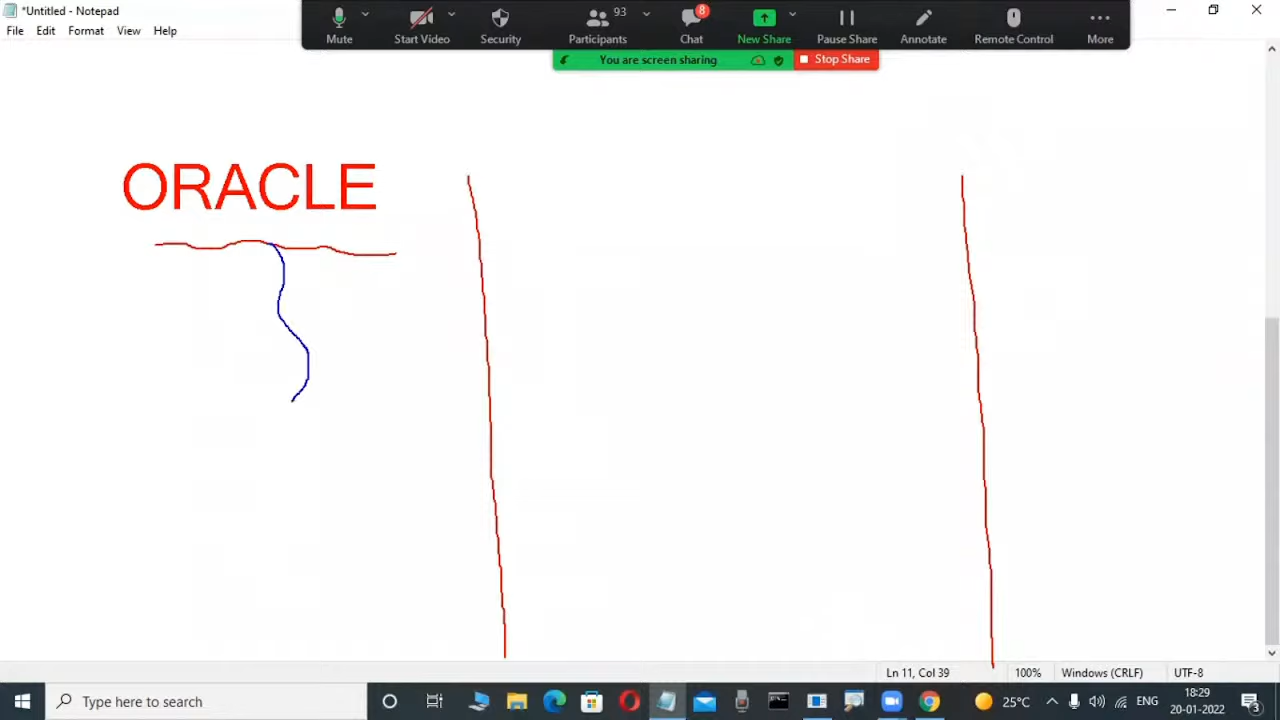 *Untitled - Notepad
File Edit Format View Help
Mute Start Video Security Participants 93 Chat 8 New Share Pause Share Annotate Remote Control More
You are screen sharing Stop Share
ORACLE
Ln 11, Col 39 100% Windows (CRLF) UTF-8
Type here to search 25°C ENG 18:29
20-01-2022 3